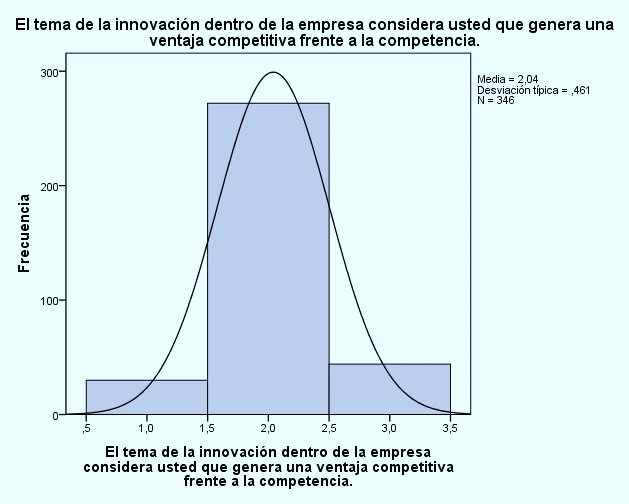 El tema de la innovación dentro de la empresa considera usted que genera una
ventaja competitiva frente a la competencia.
Media = 2,04
Desviación típica = ,461
N = 346
300
200
100
0
Frecuencia
,5
1,0
1,5
2,0
2,5
3,0
3,5
El tema de la innovación dentro de la empresa
considera usted que genera una ventaja competitiva
frente a la competencia.